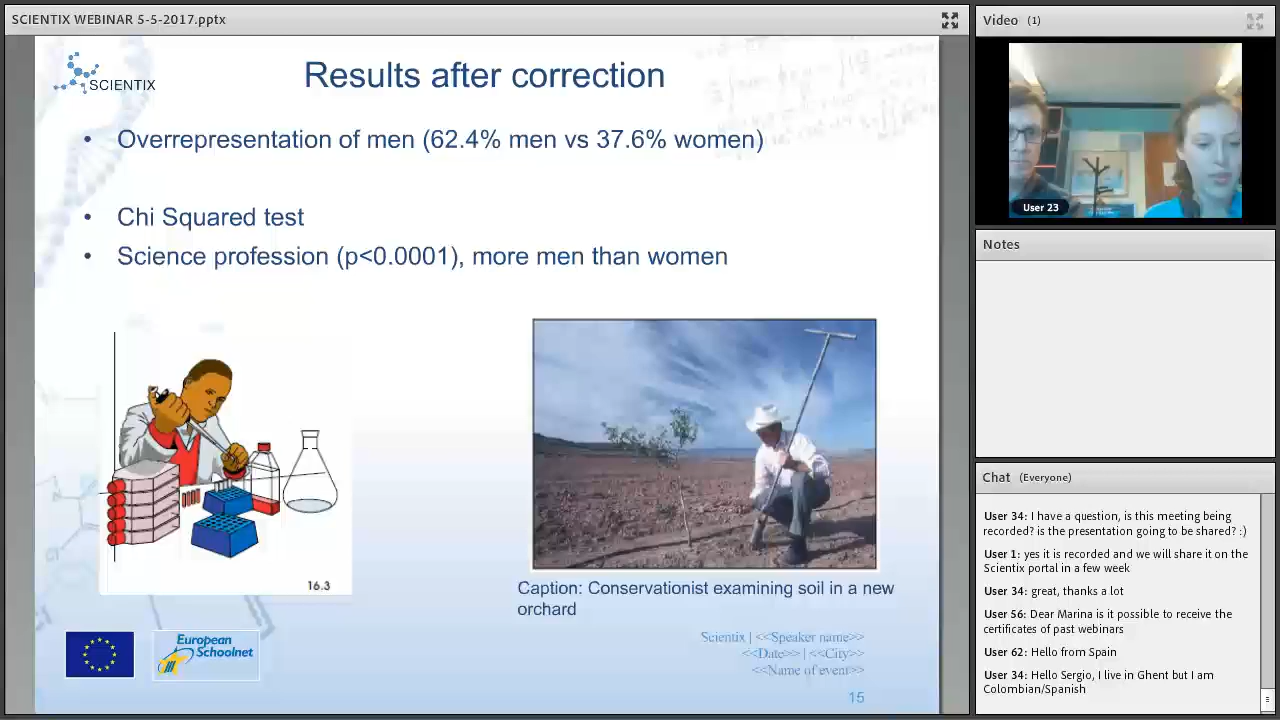 SCIENTIX WEBINAR 5-5-2017.pptx
SCIENTIX
Results after correction
• Overrepresentation of men (62.4% men vs 37.6% women)
• Chi Squared test
• Science profession (p<0.0001), more men than women
16.3
Caption: Conservationist examining soil in a new
orchard
European
Schoolnet
Scientix | <<Speaker name>>
<<Date>> | <<City>>
<<Name of event>>
15
Video (1)
User 23
Notes
Chat (Everyone)
User 34: I have a question, is this meeting being
recorded? is the presentation going to be shared? :)
User 1: yes it is recorded and we will share it on the
Scientix portal in a few week
User 34: great, thanks a lot
User 56: Dear Marina is it possible to receive the
certificates of past webinars
User 62: Hello from Spain
User 34: Hello Sergio, I live in Ghent but I am
Colombian/Spanish